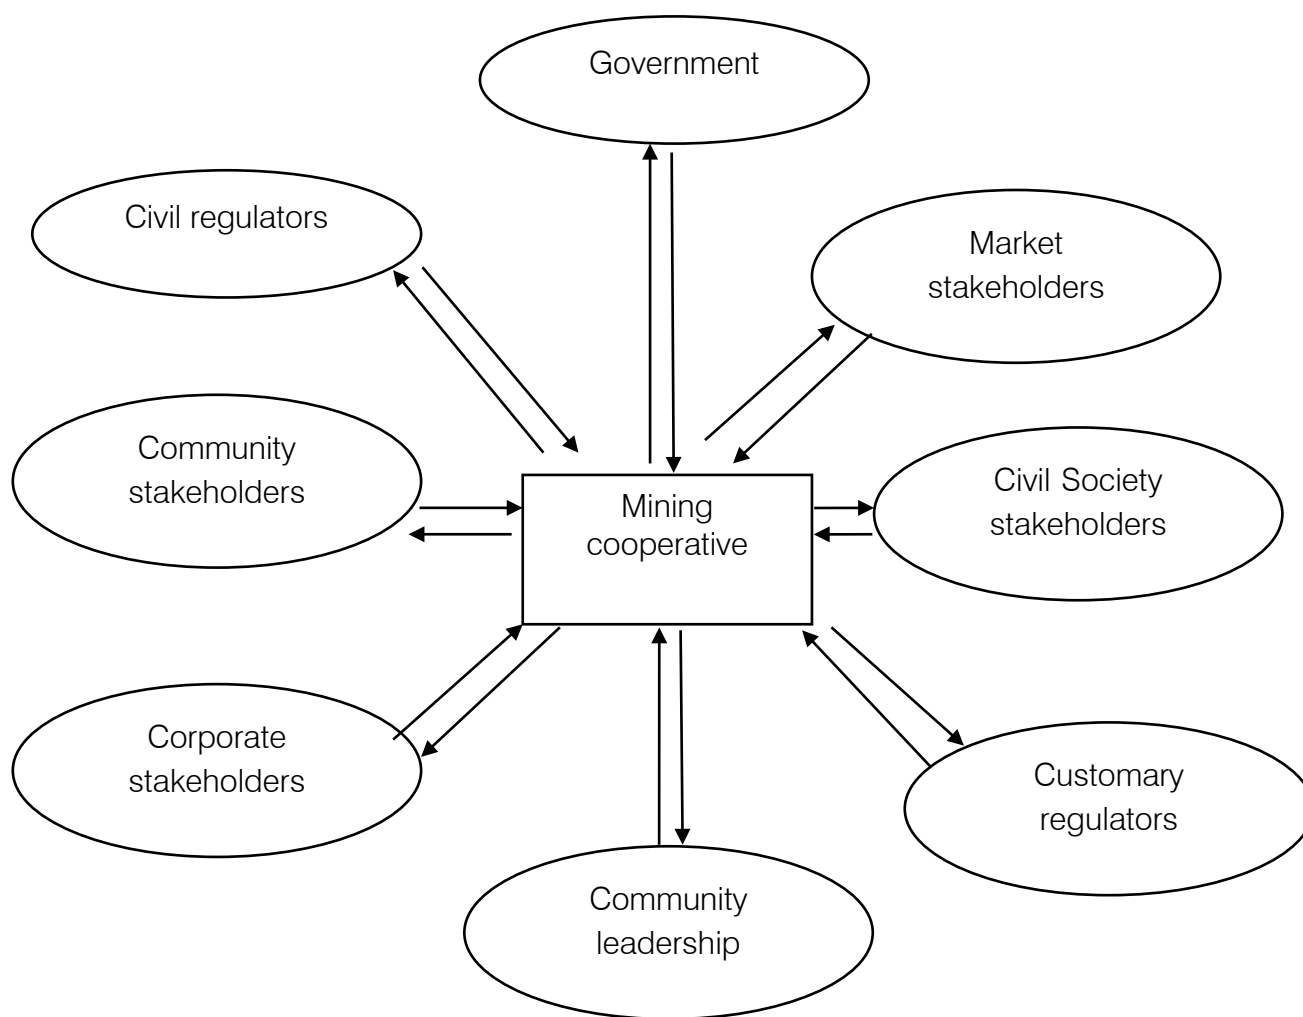 Government
Civil regulators
Market
stakeholders
Community
stakeholders
Mining
cooperative
Civil Society
stakeholders
Corporate
stakeholders
Customary
regulators
Community
leadership